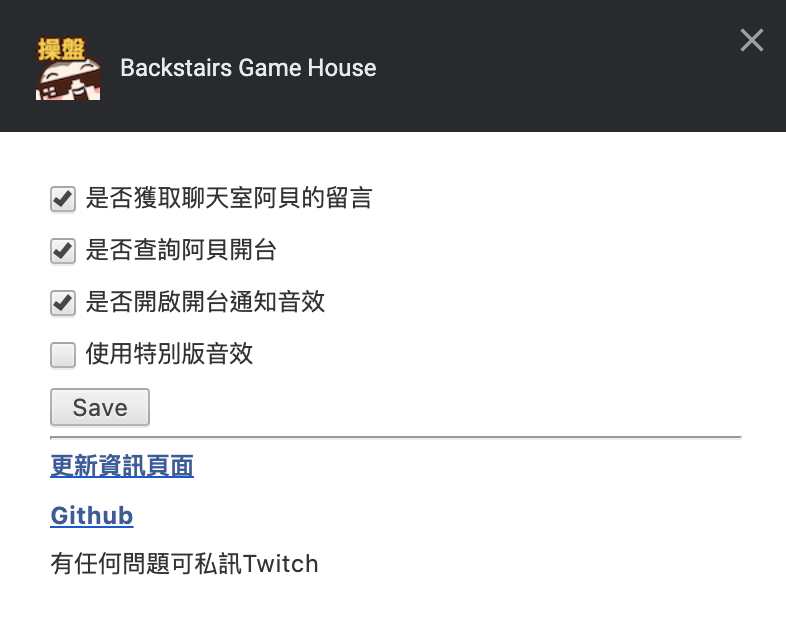 操盤
Backstairs Game House
是否獲取聊天室阿貝的留言
是否查詢阿貝開台
是否開啟開台通知音效
使用特別版音效
Save
更新資訊頁面
Github
有任何問題可私訊Twitch